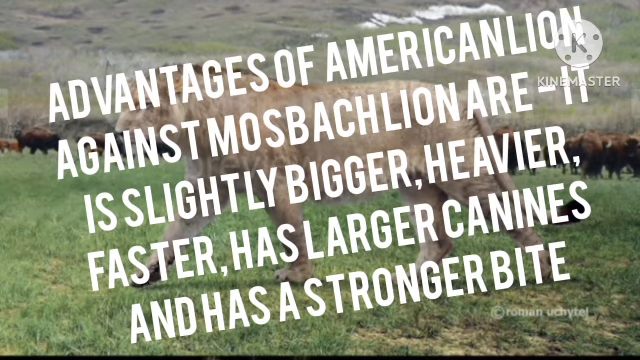 K
KINEMASTER
ADVANTAGES OF AMERICAN LION
AGAINST MOSBACH LION ARE - IT
IS SLIGHTLY BIGGER, HEAVIER,
FASTER, HAS LARGER CANINES
AND HAS A STRONGER BITE
©roman uchytel